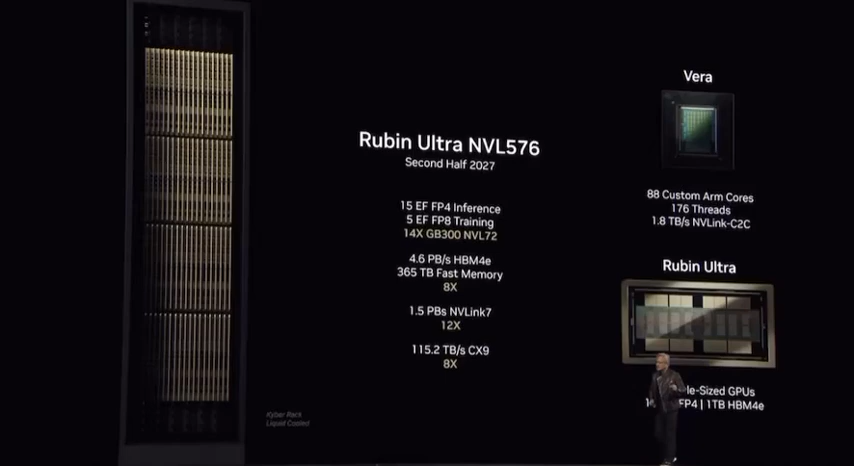 Rubin Ultra NVL576
Second Half 2027
15 EF FP4 Inference
5 EF FP8 Training
14X GB300 NVL72
4.6 PB/s HBM4e
365 TB Fast Memory
8X
1.5 PBs NVLink7
12X
115.2 TB/s CX9
8X
Kyber Rack
Liquid Cooled
Vera
88 Custom Arm Cores
176 Threads
1.8 TB/s NVLink-C2C
Rubin Ultra
le-Sized GPUs
FP4 | 1TB HBM4e